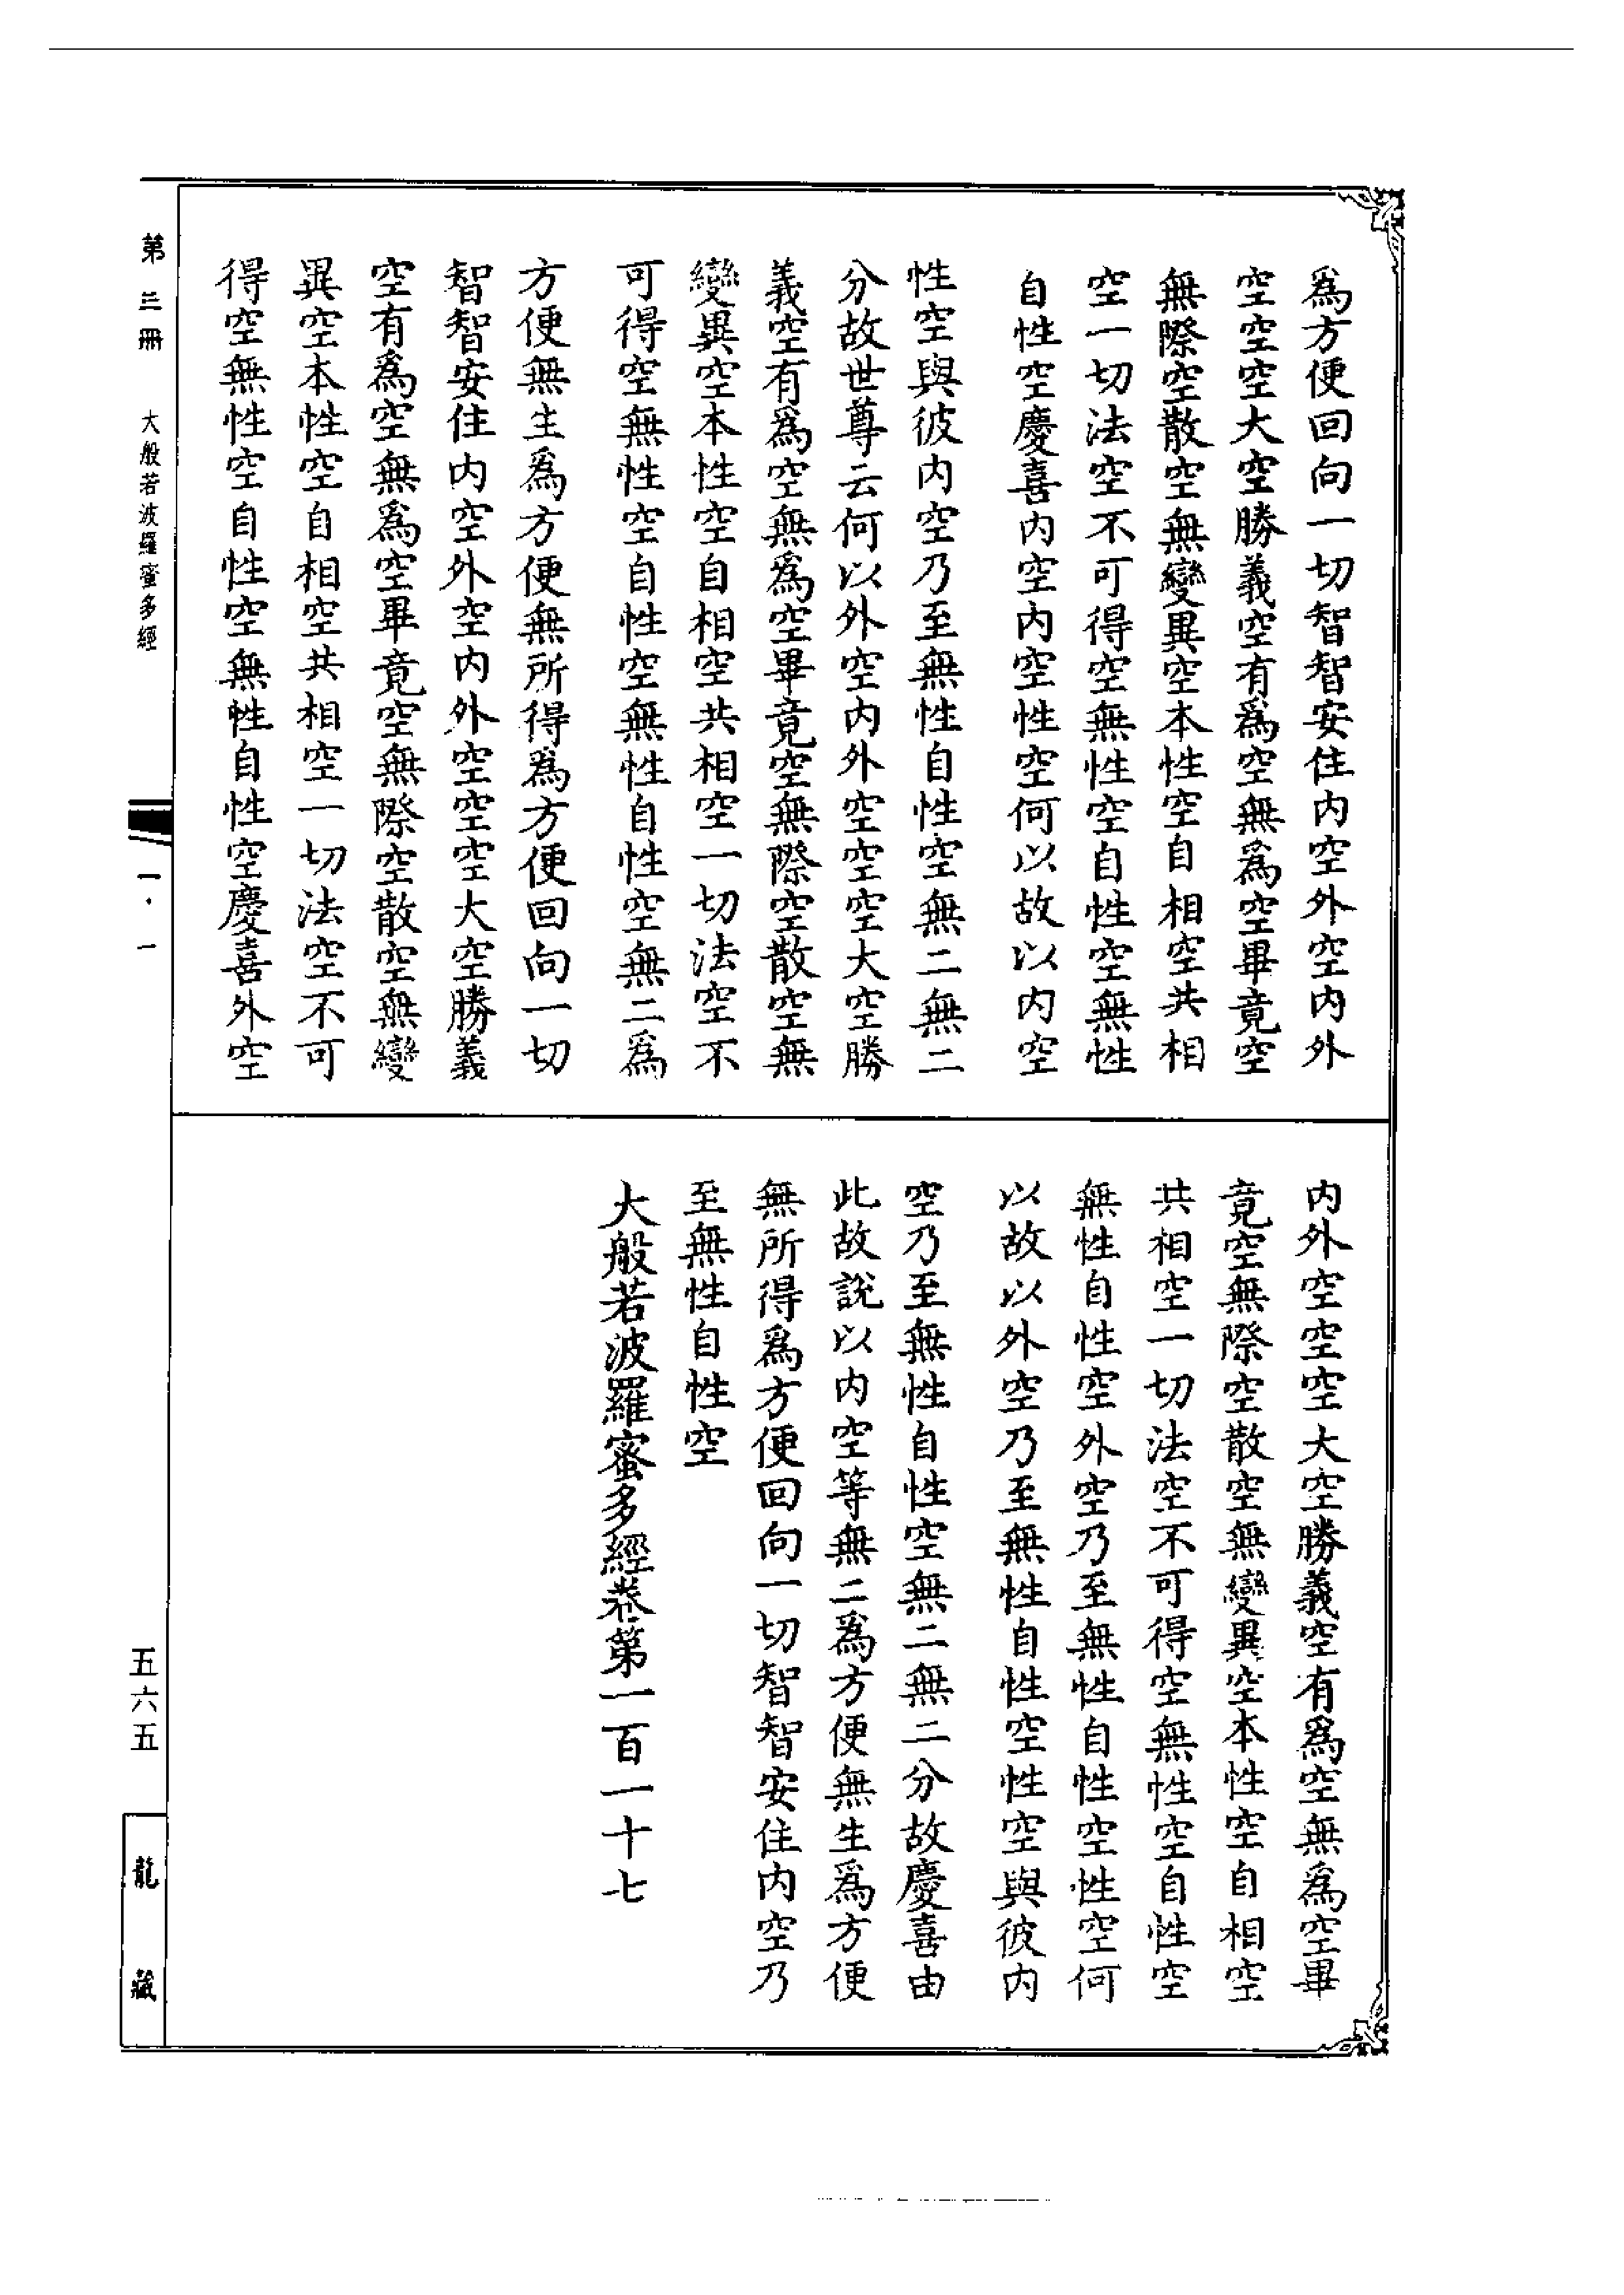 爲方便回向一切智智安住内空外空内外
空空空大空勝義空有爲空無爲空畢竟空
無際空散空無變異空本性空自相空共相
空一切法空不可得空無性空自性空無性
自性空慶喜内空内空性空何以故以内空
性空與彼内空乃至無性自性空無二無二
分故世尊云何以外空内外空空空大空勝
義空有爲空無爲空畢竟空無際空散空無
變異空本性空自相空共相空一切法空不
可得空無性空自性空無性自性空無二爲
方便無生爲方便無所得爲方便回向一切
智智安住内空外空内外空空空大空勝義
空有爲空無爲空畢竟空無際空散空無變
異空本性空自相空共相空一切法空不可
得空無性空自性空無性自性空慶喜外空
内外空空空大空勝義空有爲空無爲空畢
竟空無際空散空無變異空本性空自相空
共相空一切法空不可得空無性空自性空
無性自性空外空乃至無性自性空性空何
以故以外空乃至無性自性空性空與彼内
空乃至無性自性空無二無二分故慶喜由
此故説以内空等無二爲方便無生爲方便
無所得爲方便回向一切智智安住内空乃
至無性自性空
大般若波羅蜜多經卷第一百一十七
第三冊　大般若波羅蜜多經
一·一
五六五
龍藏